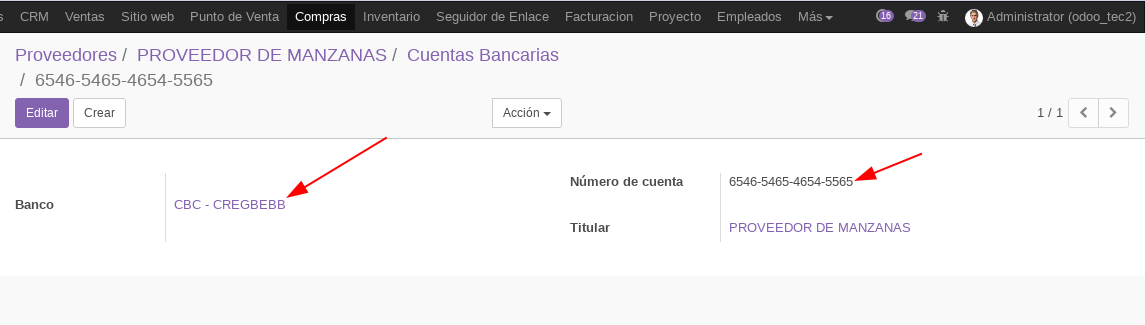 s CRM Ventas Sitio web Punto de Venta Compras Inventario Seguidor de Enlace Facturacion Proyecto Empleados Más 16 21 Administrator (odoo_tec2)
Proveedores / PROVEEDOR DE MANZANAS / Cuentas Bancarias
/ 6546-5465-4654-5565
Editar Crear Acción 1 / 1
Número de cuenta 6546-5465-4654-5565
Banco CBC - CREGBEBB
Titular PROVEEDOR DE MANZANAS